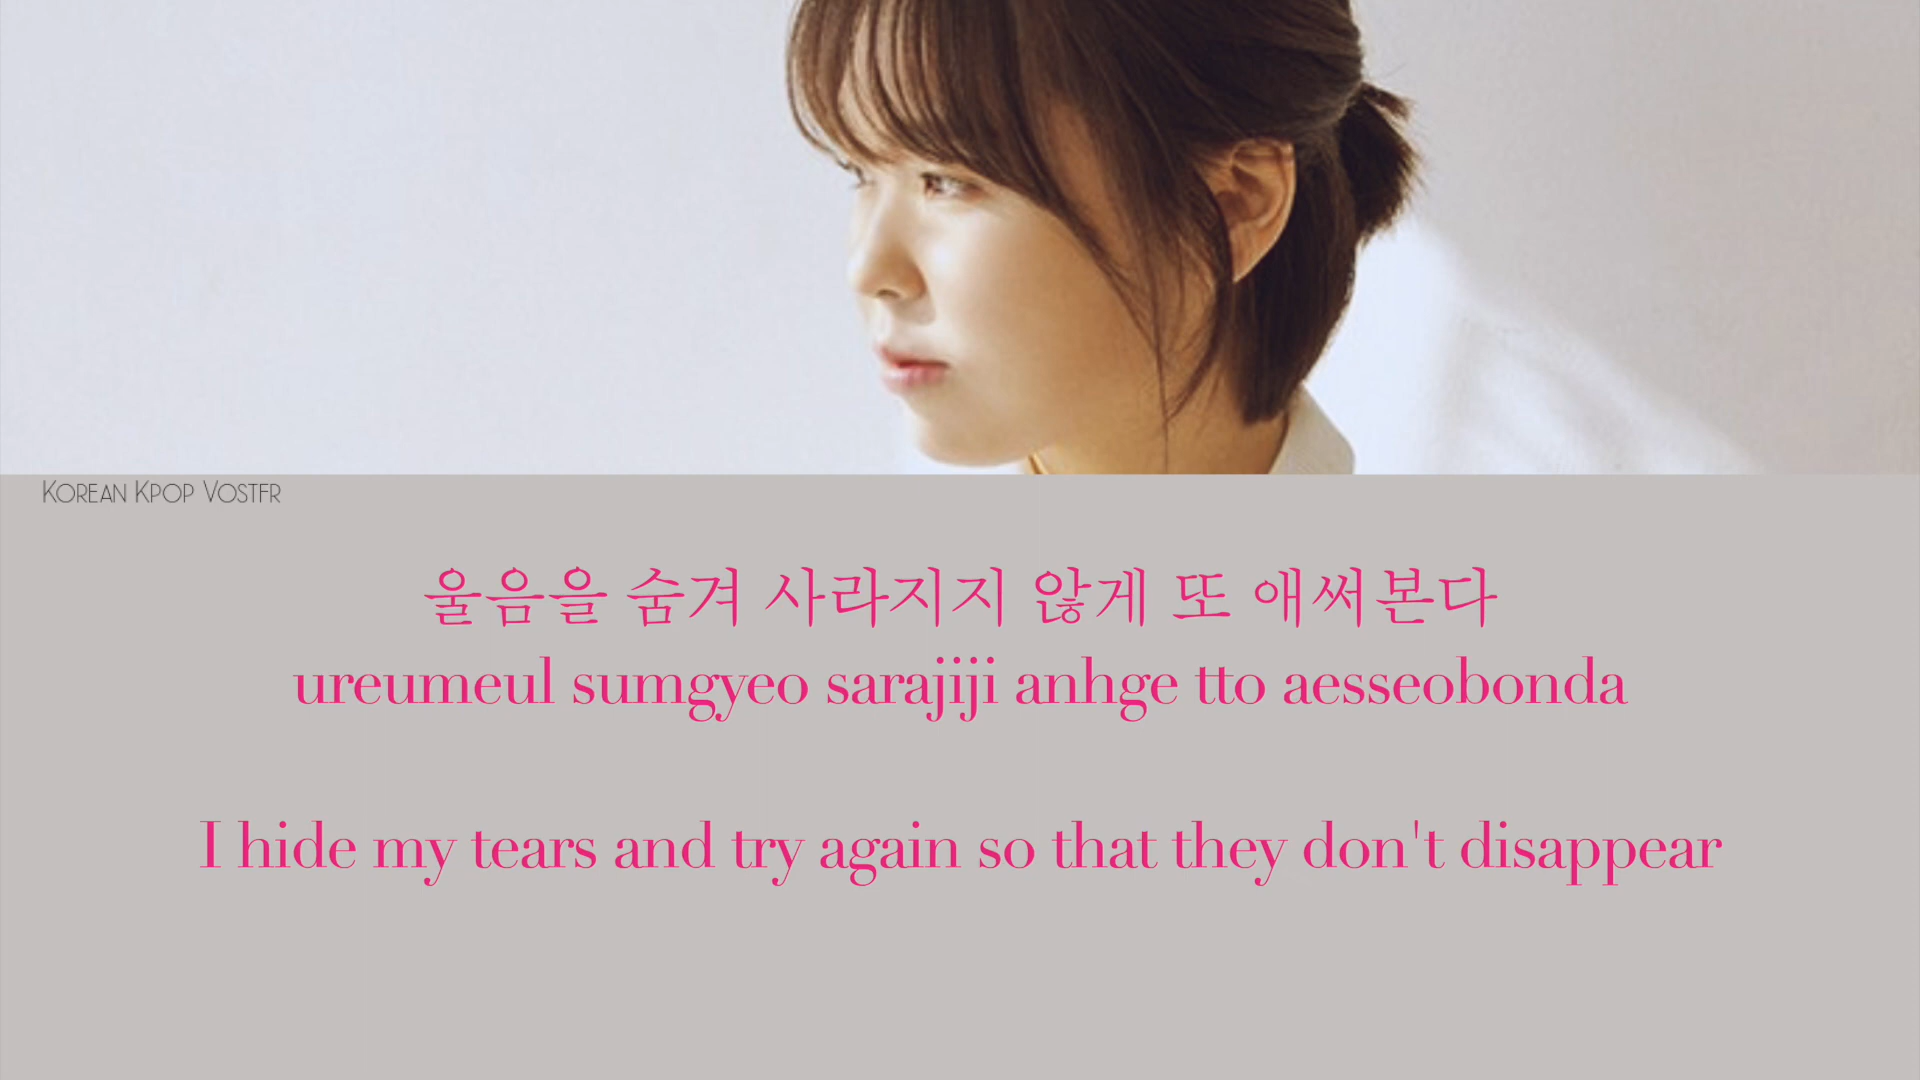 Korean Kpop Vostfr
울음을 숨겨 사라지지 않게 또 애써본다
ureumeul sumgyeo sarajiji anhge tto aesseobonda
I hide my tears and try again so that they don't disappear